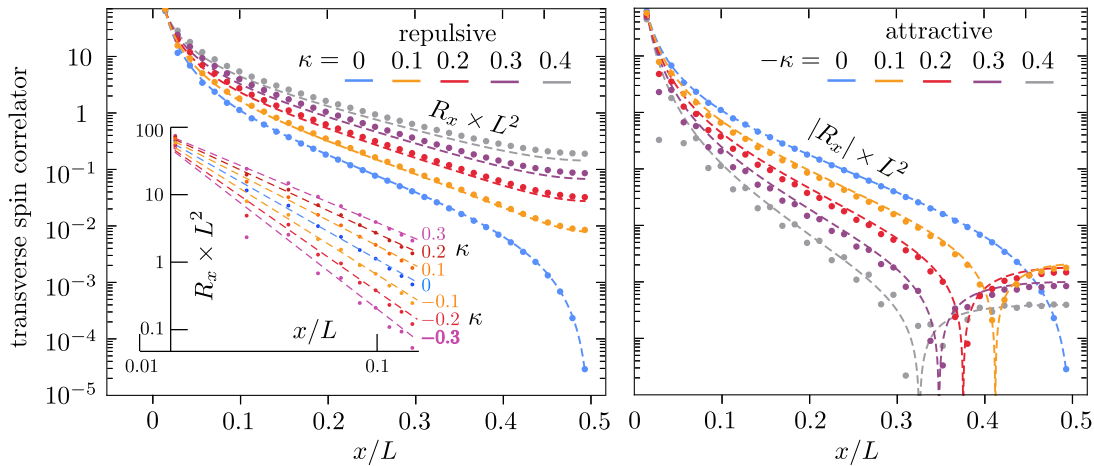 transverse spin correlator
10
1
10⁻¹
10⁻²
10⁻³
10⁻⁴
10⁻⁵
repulsive
κ = 0 0.1 0.2 0.3 0.4
R_x × L²
100
10
1
0.1
R_x × L²
0.3
0.2 κ
0.1
0
−0.1
−0.2 κ
−0.3
x/L
0.01 0.1
0 0.1 0.2 0.3 0.4 0.5
x/L
attractive
−κ = 0 0.1 0.2 0.3 0.4
|R_x| × L²
0 0.1 0.2 0.3 0.4 0.5
x/L